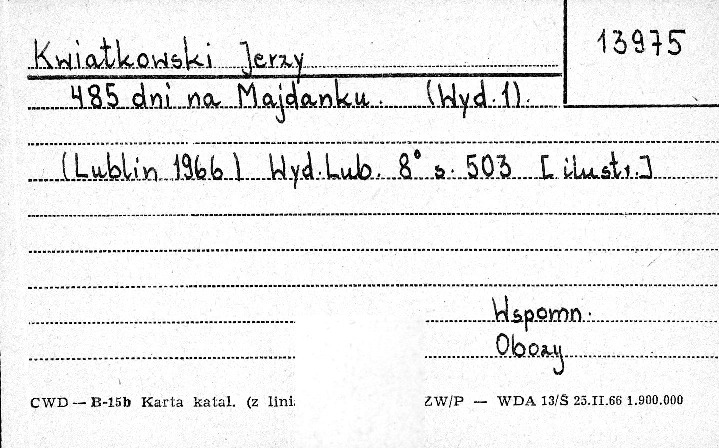 13975
Kwiatkowski Jerzy
485 dni na Majdanku. (Wyd.1).
(Lublin 1966) Wyd.Lub. 8° s. 503 [ilustr.]
Wspomn.
Obozy
CWD — B-15b Karta katal. (z lini
ZW/P — WDA 13/S 25.II.66 1.900.000